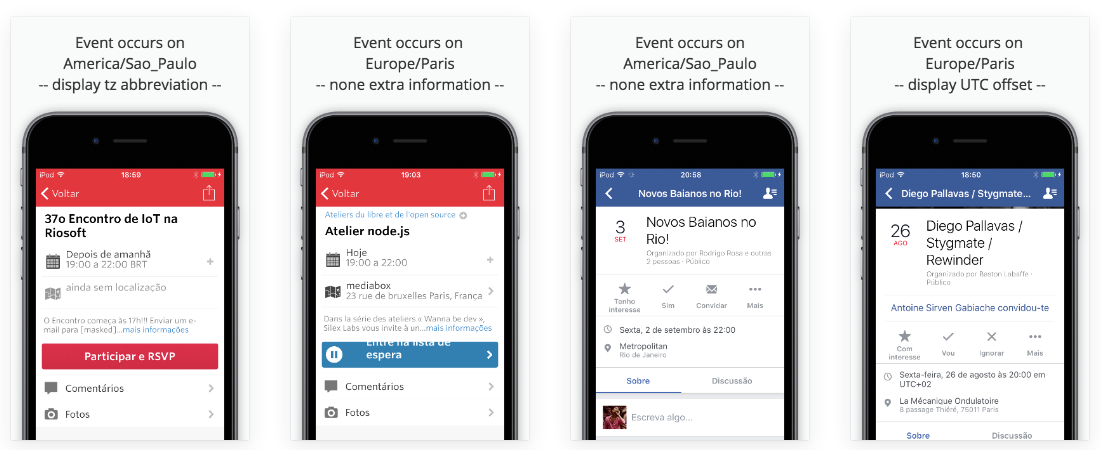 Event occurs on
America/Sao_Paulo
-- display tz abbreviation --
iPod
18:59
Voltar
37o Encontro de IoT na
Riosoft
Depois de amanhã
19:00 a 22:00 BRT
ainda sem localização
O Encontro começa às 17h!!! Enviar um e-
mail para [masked]...mais informações
Participar e RSVP
Comentários
Fotos
Event occurs on
Europe/Paris
-- none extra information --
iPod
19:03
Voltar
Ateliers du libre et de l'open source
Atelier node.js
Hoje
19:00 a 22:00
mediabox
23 rue de bruxelles Paris, França
Dans la série des ateliers « Wanna be dev »,
Silex Labs vous invite à un...mais informações
Entre na lista de
espera
Comentários
Fotos
Event occurs on
America/Sao_Paulo
-- none extra information --
iPod
20:58
Novos Baianos no Rio!
3
SET
Novos Baianos no
Rio!
Organizado por Rodrigo Rosa e outras
2 pessoas · Público
Tenho
interesse
Sim
Convidar
Mais
Sexta, 2 de setembro às 22:00
Metropolitan
Rio de Janeiro
Sobre
Discussão
Escreva algo...
Event occurs on
Europe/Paris
-- display UTC offset --
iPod
18:50
Diego Pallavas / Stygmate...
26
AGO
Diego Pallavas /
Stygmate /
Rewinder
Organizado por Beston Labaffe ·
Público
Antoine Sirven Gabiache convidou-te
Com
interesse
Vou
Ignorar
Mais
Sexta-feira, 26 de agosto às 20:00 em
UTC+02
La Mécanique Ondulatoire
8 passage Thiéré, 75011 Paris
Sobre
Discussão